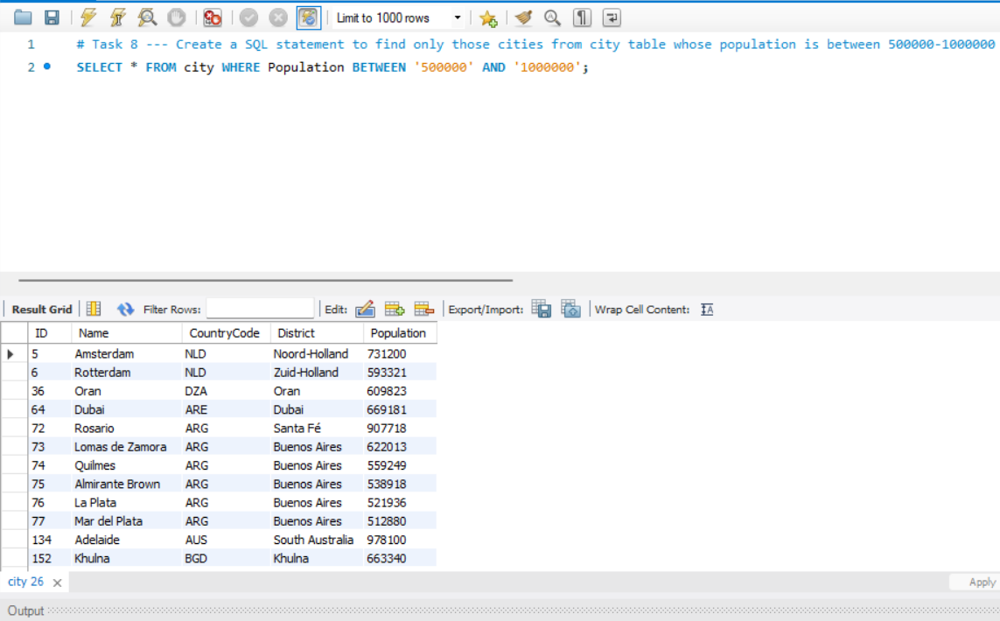 Limit to 1000 rows
1 # Task 8 --- Create a SQL statement to find only those cities from city table whose population is between 500000-1000000
2 SELECT * FROM city WHERE Population BETWEEN '500000' AND '1000000';
Result Grid Filter Rows: Edit: Export/Import: Wrap Cell Content:
ID Name CountryCode District Population
5 Amsterdam NLD Noord-Holland 731200
6 Rotterdam NLD Zuid-Holland 593321
36 Oran DZA Oran 609823
64 Dubai ARE Dubai 669181
72 Rosario ARG Santa Fé 907718
73 Lomas de Zamora ARG Buenos Aires 622013
74 Quilmes ARG Buenos Aires 559249
75 Almirante Brown ARG Buenos Aires 538918
76 La Plata ARG Buenos Aires 521936
77 Mar del Plata ARG Buenos Aires 512880
134 Adelaide AUS South Australia 978100
152 Khulna BGD Khulna 663340
city 26 Apply
Output